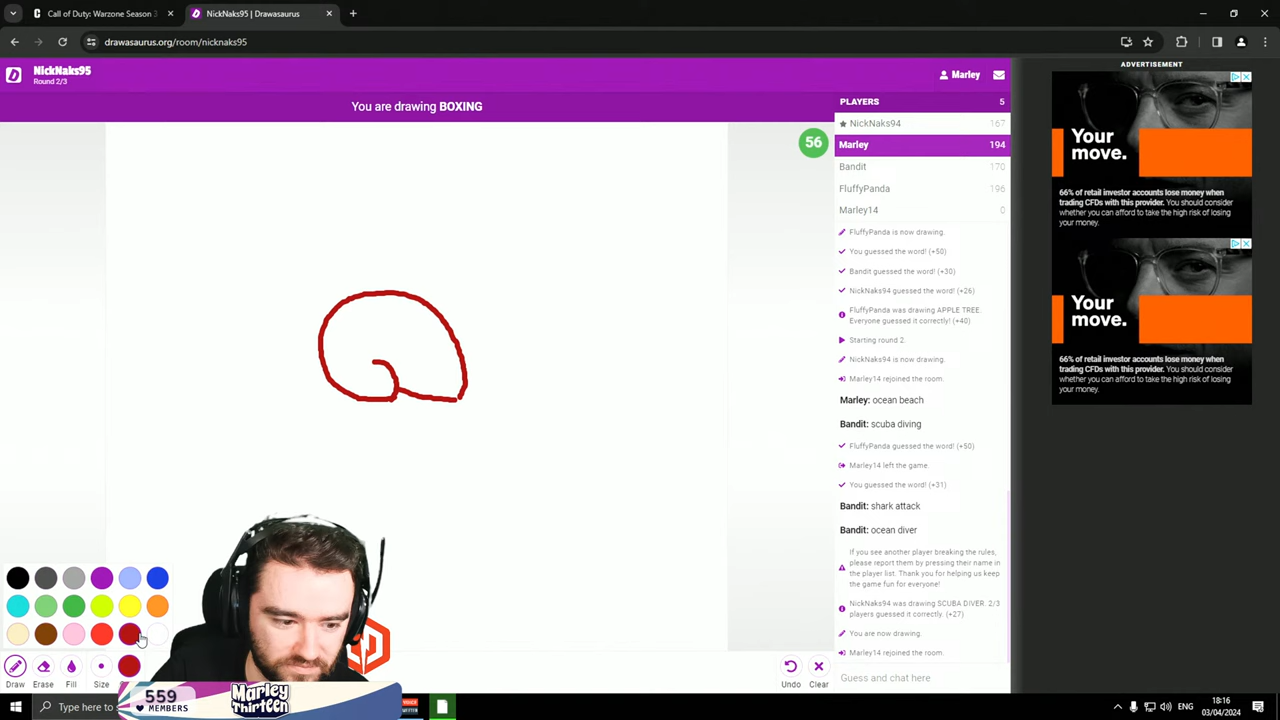 Call of Duty: Warzone Season 3
NickNaks95 | Drawasaurus
drawasaurus.org/room/nicknaks95
NickNaks95
Round 2/3
Marley
You are drawing BOXING
56
PLAYERS 5
NickNaks94 167
Marley 194
Bandit 170
FluffyPanda 196
Marley14 0
FluffyPanda is now drawing.
You guessed the word! (+50)
Bandit guessed the word! (+30)
NickNaks94 guessed the word! (+26)
FluffyPanda was drawing APPLE TREE.
Everyone guessed it correctly! (+40)
Starting round 2.
NickNaks94 is now drawing.
Marley14 rejoined the room.
Marley: ocean beach
Bandit: scuba diving
FluffyPanda guessed the word! (+50)
Marley14 left the game.
You guessed the word! (+31)
Bandit: shark attack
Bandit: ocean diver
If you see another player breaking the rules,
please report them by pressing their name in
the player list. Thank you for helping us keep
the game fun for everyone!
NickNaks94 was drawing SCUBA DIVER. 2/3
players guessed it correctly. (+27)
You are now drawing.
Marley14 rejoined the room.
Guess and chat here
ADVERTISEMENT
Your
move.
66% of retail investor accounts lose money when
trading CFDs with this provider. You should consider
whether you can afford to take the high risk of losing
your money.
Your
move.
66% of retail investor accounts lose money when
trading CFDs with this provider. You should consider
whether you can afford to take the high risk of losing
your money.
Draw
Erase
Fill
Size
Undo
Clear
559
MEMBERS
Marley
Thirteen
Type here to s
ENG
18:16
03/04/2024